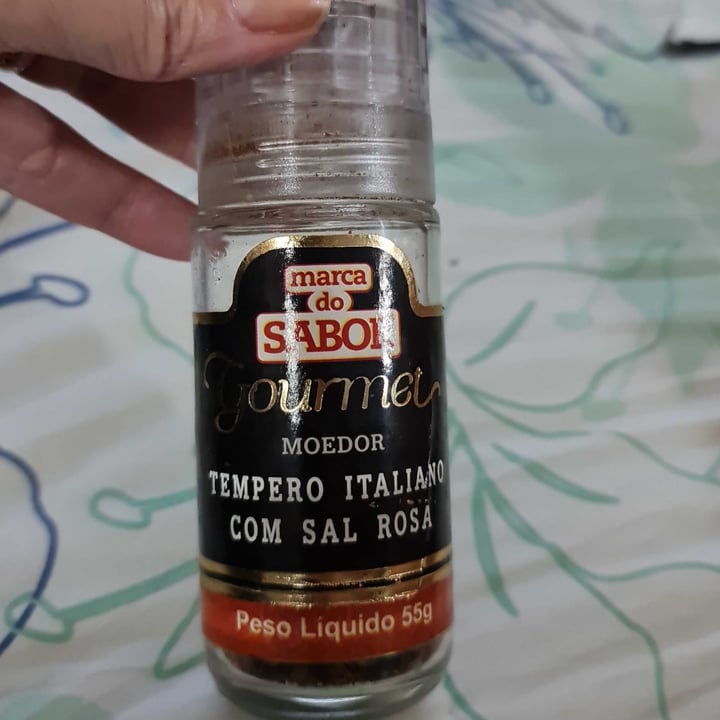 marca
do
SABOR
Gourmet
MOEDOR
TEMPERO ITALIANO
COM SAL ROSA
Peso Líquido 55g